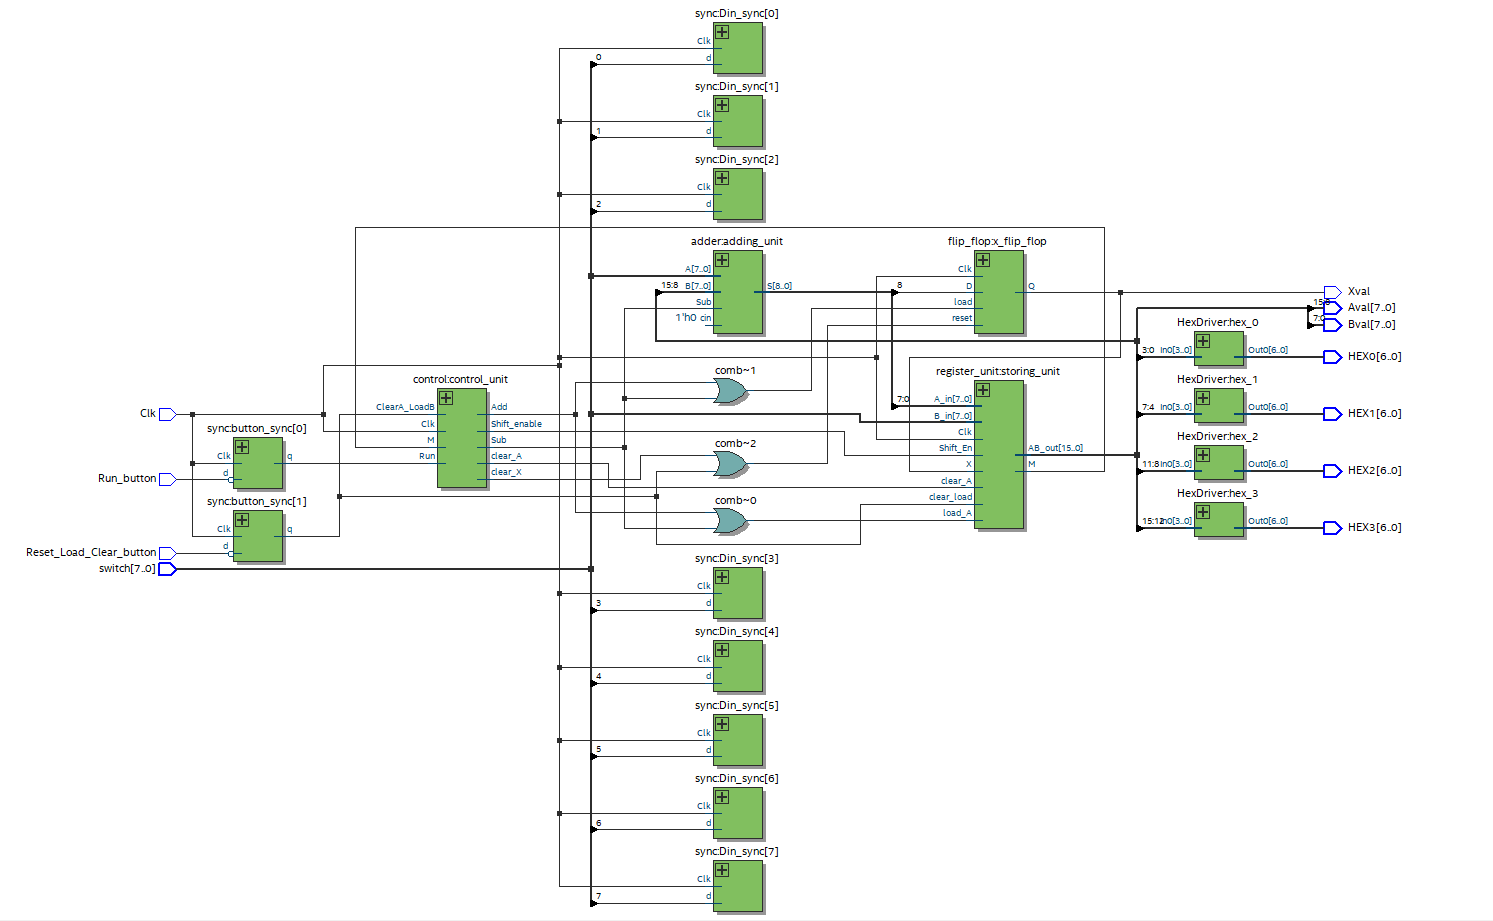 sync:Din_sync[0]
Clk
d
0
sync:Din_sync[1]
Clk
d
1
sync:Din_sync[2]
Clk
d
2
adder:adding_unit
A[7..0]
15:8 B[7..0]
Sub
1'h0 cin
S[8..0]
8
flip_flop:x_flip_flop
Clk
D
load
reset
Q
Xval
Aval[7..0]
7:0
Bval[7..0]
HexDriver:hex_0
3:0 In0[3..0]
Out0[6..0]
HEX0[6..0]
HexDriver:hex_1
7:4 In0[3..0]
Out0[6..0]
HEX1[6..0]
HexDriver:hex_2
11:8 In0[3..0]
Out0[6..0]
HEX2[6..0]
HexDriver:hex_3
15:12 In0[3..0]
Out0[6..0]
HEX3[6..0]
comb~1
comb~2
comb~0
register_unit:storing_unit
7:0
A_in[7..0]
B_in[7..0]
Clk
Shift_En
X
clear_A
clear_load
load_A
AB_out[15..0]
M
control:control_unit
ClearA_LoadB
Clk
M
Run
Add
Shift_enable
Sub
clear_A
clear_X
Clk
button_sync[0]
sync:button_sync[0]
Clk
d
q
Run_button
sync:button_sync[1]
Clk
d
q
Reset_Load_Clear_button
switch[7..0]
sync:Din_sync[3]
Clk
d
3
sync:Din_sync[4]
Clk
d
4
sync:Din_sync[5]
Clk
d
5
sync:Din_sync[6]
Clk
d
6
sync:Din_sync[7]
Clk
d
7